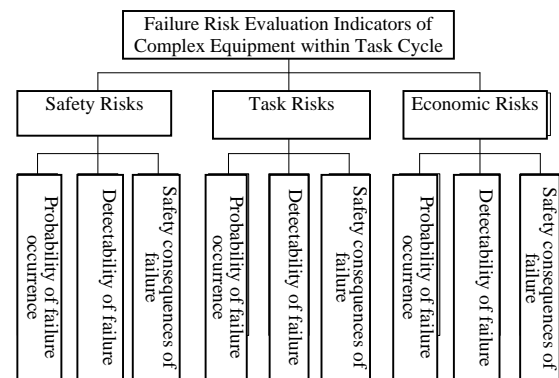 Failure Risk Evaluation Indicators of
Complex Equipment within Task Cycle
Safety Risks
Task Risks
Economic Risks
Probability of failure
occurrence
Detectability of failure
Safety consequences of
failure
Probability of failure
occurrence
Detectability of failure
Safety consequences of
failure
Probability of failure
occurrence
Detectability of failure
Safety consequences of
failure